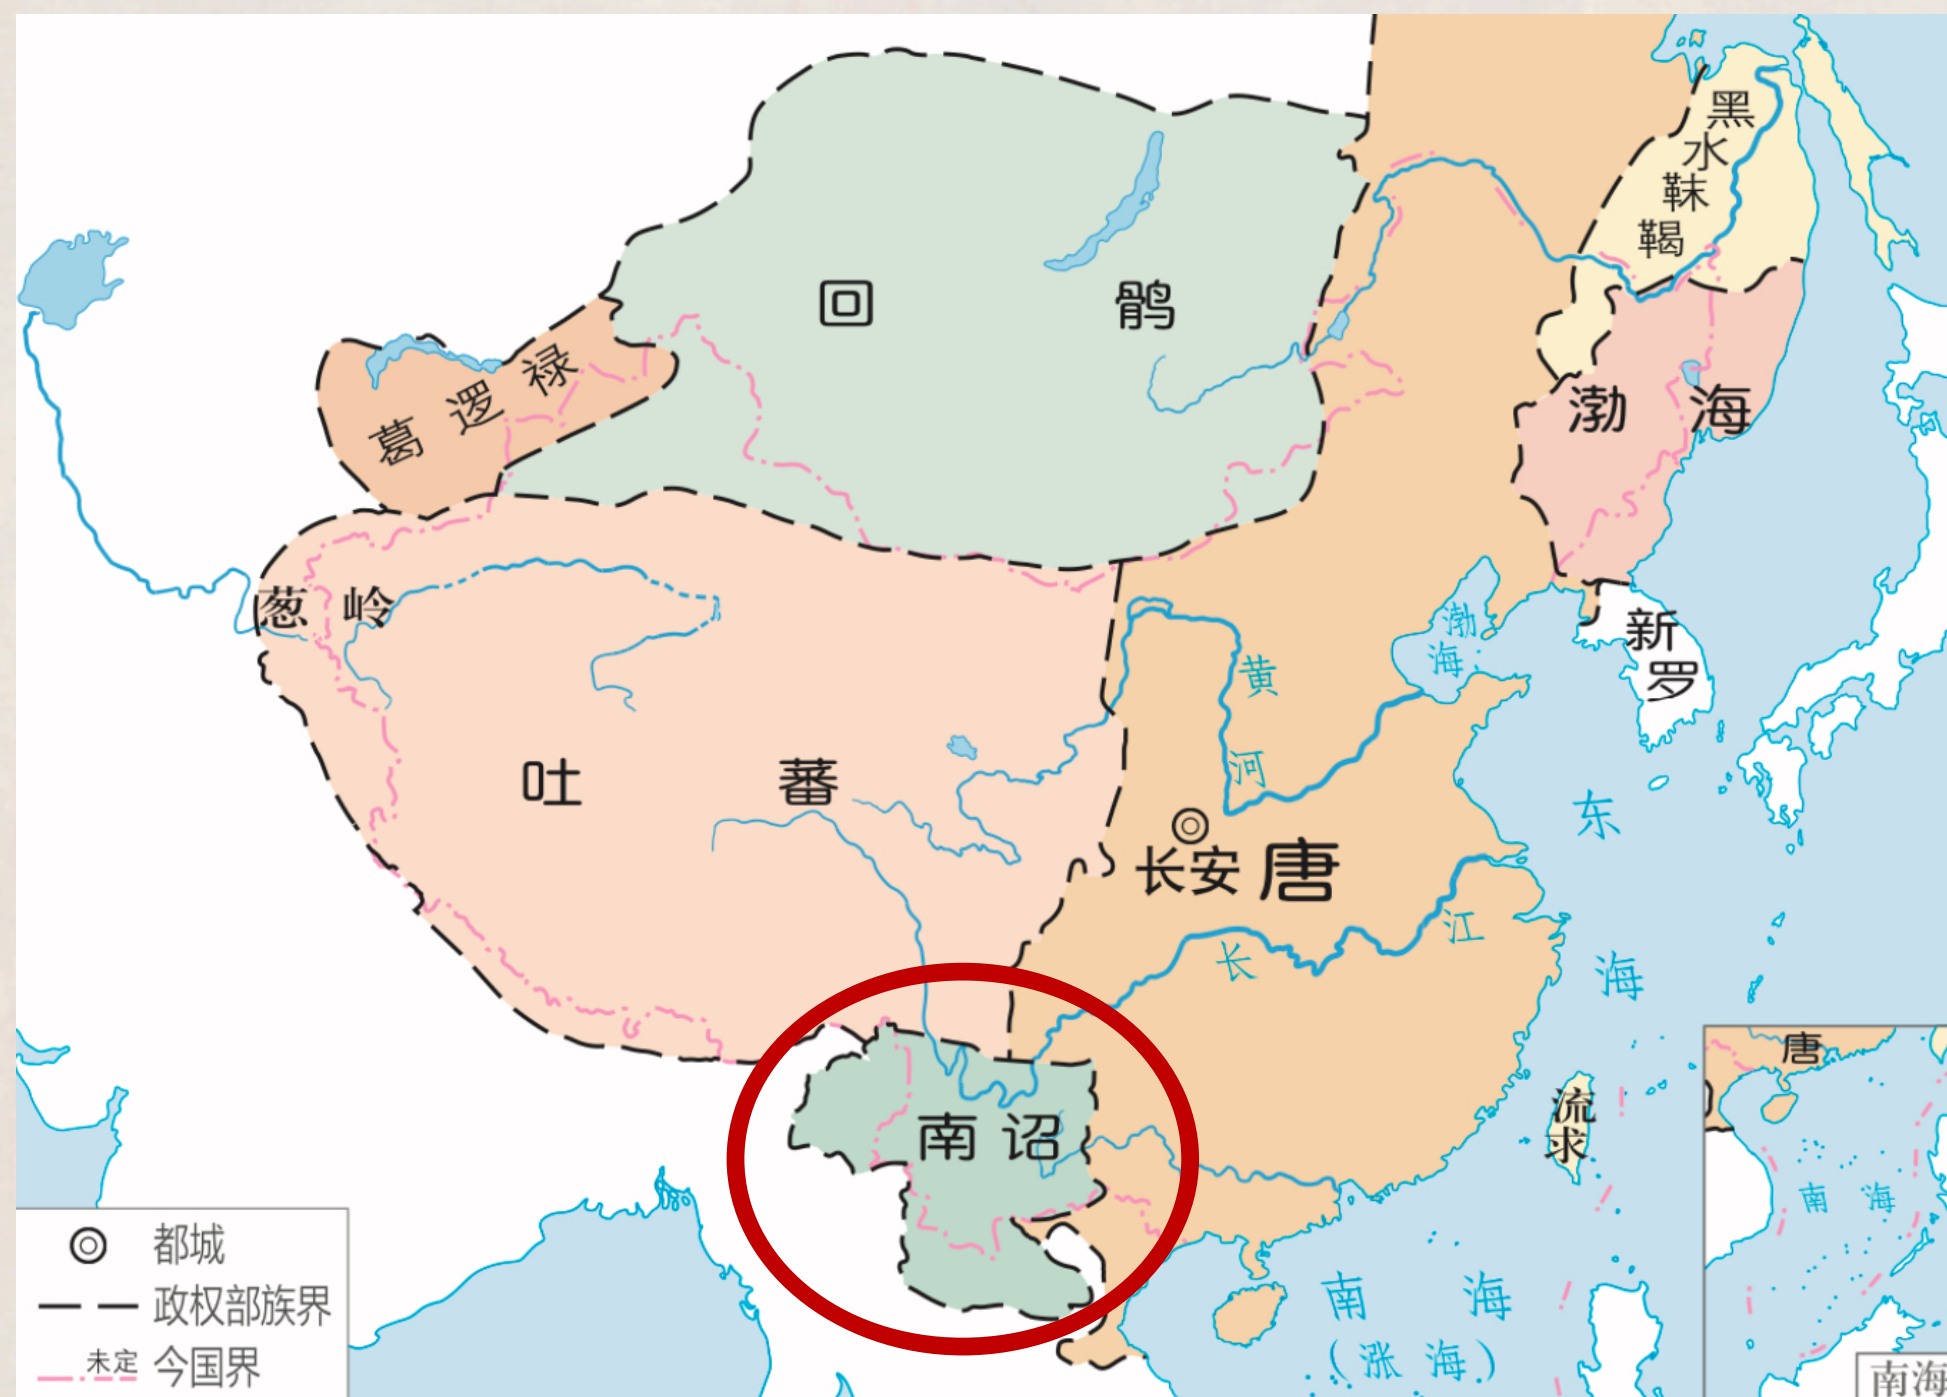 黑水靺鞨
回鹘
葛逻禄
渤海
葱岭
新罗
渤海
黄河
吐蕃
东海
长安
唐
长江
南诏
流求
南海
(涨海)
唐
南海
南海
都城
政权部族界
未定 今国界